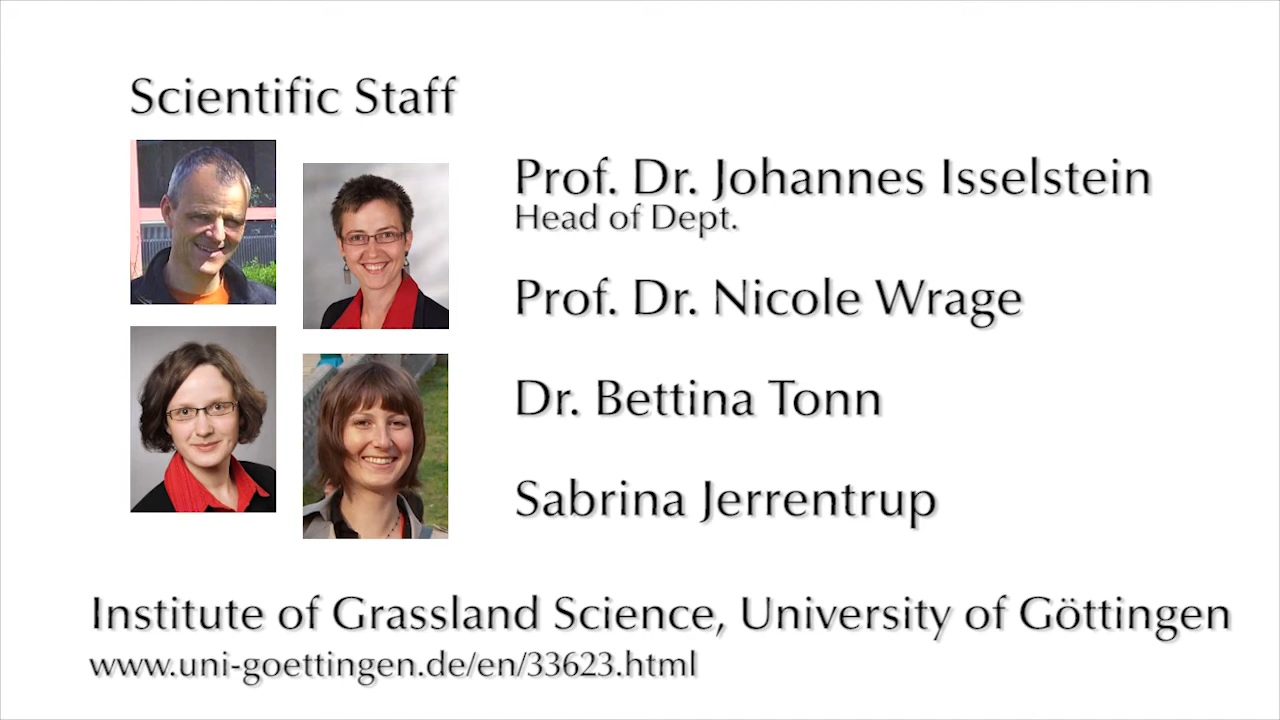 Scientific Staff
Prof. Dr. Johannes Isselstein
Head of Dept.
Prof. Dr. Nicole Wrage
Dr. Bettina Tonn
Sabrina Jerrentrup
Institute of Grassland Science, University of Göttingen
www.uni-goettingen.de/en/33623.html